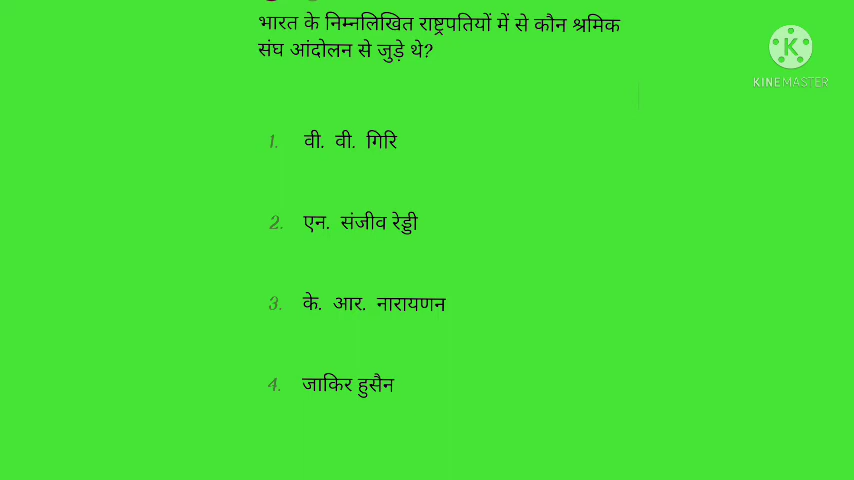 भारत के निम्नलिखित राष्ट्रपतियों में से कौन श्रमिक
संघ आंदोलन से जुड़े थे?
KINEMASTER
1. वी. वी. गिरि
2. एन. संजीव रेड्डी
3. के. आर. नारायणन
4. जाकिर हुसैन